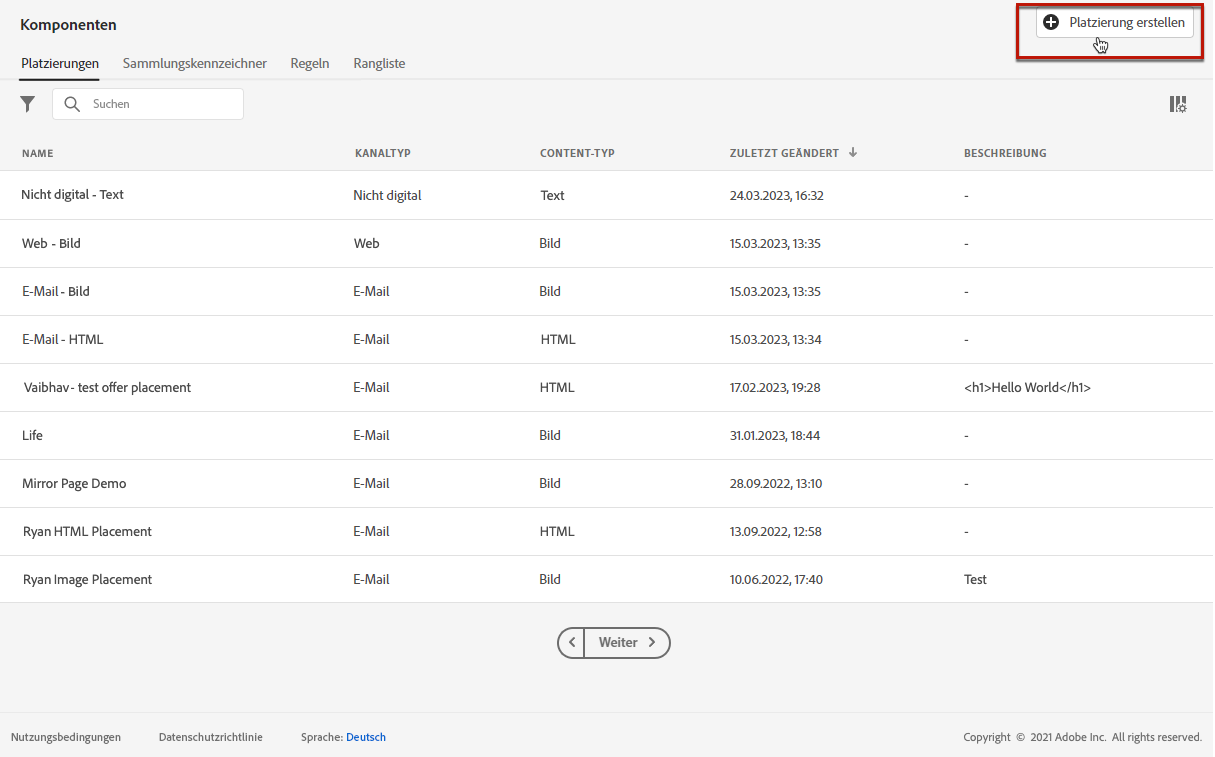 Komponenten
Platzierung erstellen
Platzierungen Sammlungskennzeichner Regeln Rangliste
Suchen
NAME KANALTYP CONTENT-TYP ZULETZT GEÄNDERT BESCHREIBUNG
Nicht digital - Text Nicht digital Text 24.03.2023, 16:32 -
Web - Bild Web Bild 15.03.2023, 13:35 -
E-Mail - Bild E-Mail Bild 15.03.2023, 13:35 -
E-Mail - HTML E-Mail HTML 15.03.2023, 13:34 -
Vaibhav - test offer placement E-Mail HTML 17.02.2023, 19:28 <h1>Hello World</h1>
Life E-Mail Bild 31.01.2023, 18:44 -
Mirror Page Demo E-Mail Bild 28.09.2022, 13:10 -
Ryan HTML Placement E-Mail HTML 13.09.2022, 12:58 -
Ryan Image Placement E-Mail Bild 10.06.2022, 17:40 Test
Weiter
Nutzungsbedingungen Datenschutzrichtlinie Sprache: Deutsch Copyright © 2021 Adobe Inc. All rights reserved.